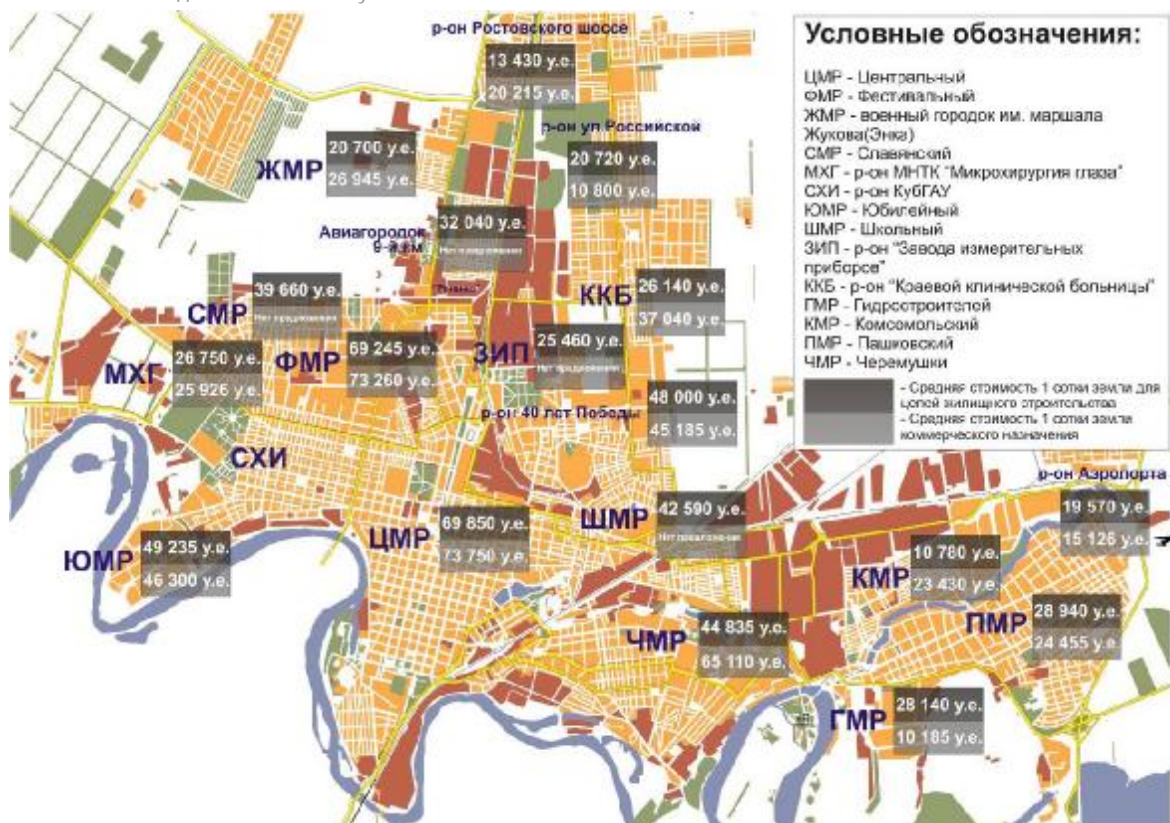 р-он Ростовского шоссе
13 430 у.е.
20 215 у.е.
р-он ул Российской
20 720 у.е.
10 800 у.е.
ЖМР
20 700 у.е.
26 945 у.е.
Авиагородок
9-й км
32 040 у.е.
Нет предложения
СМР
39 660 у.е.
Нет предложения
ККБ
26 140 у.е.
37 040 у.е.
МХГ
26 750 у.е.
25 926 у.е.
ФМР
69 245 у.е.
73 260 у.е.
ЗИП
25 460 у.е.
Нет предложения
р-он 40 лет Победы
48 000 у.е.
45 185 у.е.
СХИ
ЮМР
49 235 у.е.
46 300 у.е.
ЦМР
69 850 у.е.
73 750 у.е.
ШМР
42 590 у.е.
Нет предложения
р-он Аэропорта
19 570 у.е.
15 126 у.е.
КМР
10 780 у.е.
23 430 у.е.
ПМР
28 940 у.е.
24 455 у.е.
ЧМР
44 835 у.е.
65 110 у.е.
ГМР
28 140 у.е.
10 185 у.е.
Условные обозначения:
ЦМР - Центральный
ФМР - Фестивальный
ЖМР - военный городок им. маршала
Жукова(Энка)
СМР - Славянский
МХГ - р-он МНТК "Микрохирургия глаза"
СХИ - р-он КубГАУ
ЮМР - Юбилейный
ШМР - Школьный
ЗИП - р-он "Завода измерительных
приборов"
ККБ - р-он "Краевой клинической больницы"
ПМР - Гидростроителей
КМР - Комсомольский
ПМР - Пашковский
ЧМР - Черемушки
- Средняя стоимость 1 сотки земли для
целей жилищного строительства
- Средняя стоимость 1 сотки земли
коммерческого назначения